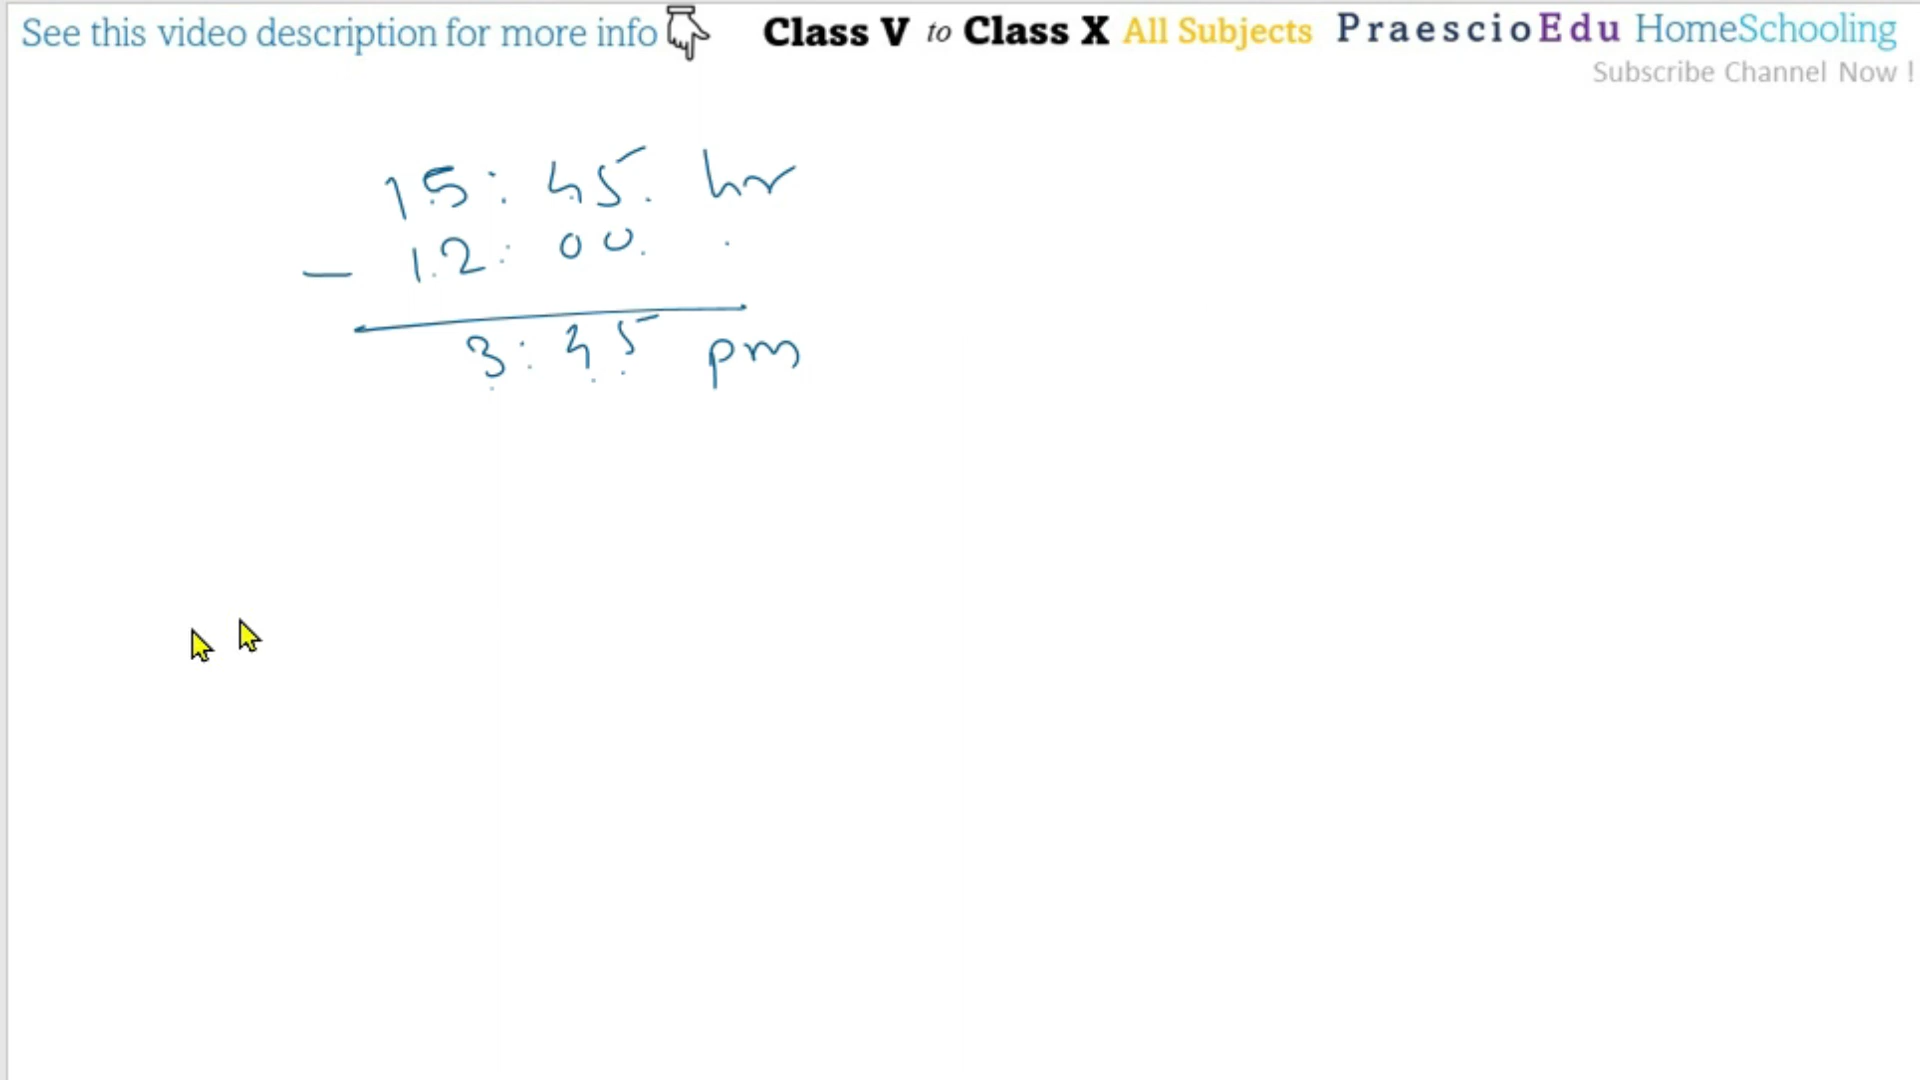 See this video description for more info Class V to Class X All Subjects PraescioEdu HomeSchooling
Subscribe Channel Now !
15: 45 hr
- 12: 00
3: 45 pm